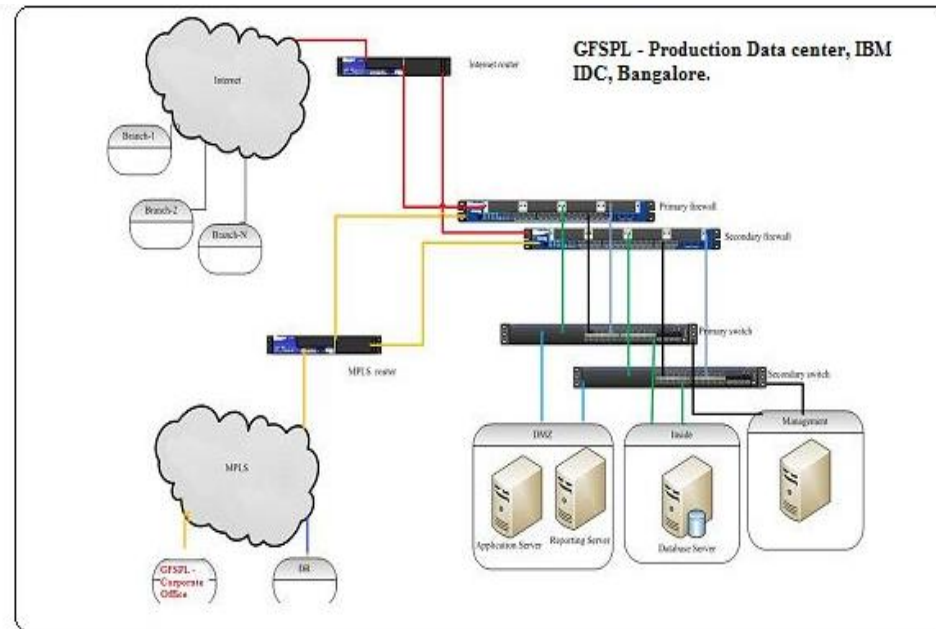 GFSPL - Production Data center, IBM
IDC, Bangalore.
Internet router
Internet
Branch-1
Branch-2
Branch-N
Primary firewall
Secondary firewall
Primary switch
Secondary switch
MPLS router
MPLS
DMZ
Inside
Management
Application Server
Reporting Server
Database Server
GFSPL -
Corporate
Office
DR